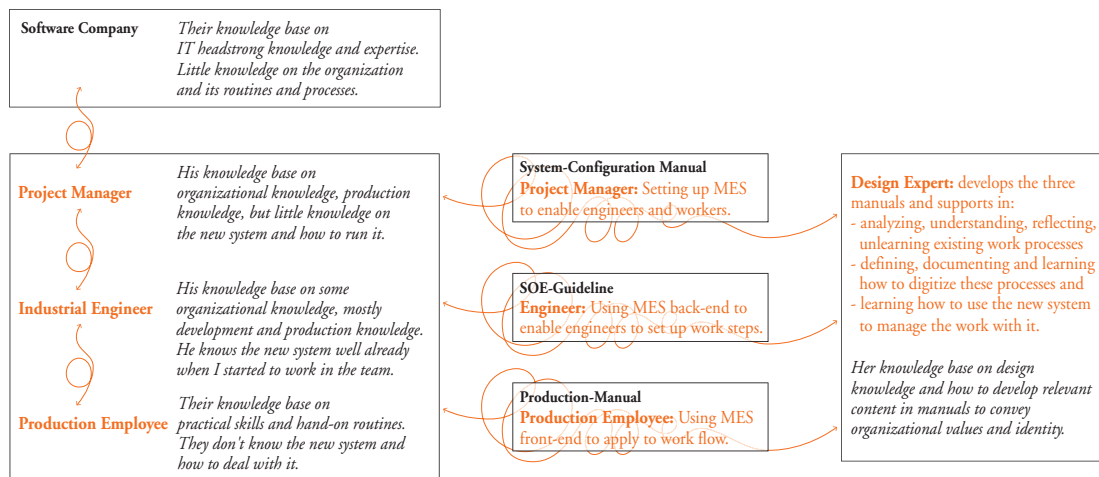 Software Company
Their knowledge base on
IT headstrong knowledge and expertise.
Little knowledge on the organization
and its routines and processes.
Project Manager
His knowledge base on
organizational knowledge, production
knowledge, but little knowledge on
the new system and how to run it.
Industrial Engineer
His knowledge base on some
organizational knowledge, mostly
development and production knowledge.
He knows the new system well already
when I started to work in the team.
Production Employee
Their knowledge base on
practical skills and hand-on routines.
They don't know the new system and
how to deal with it.
System-Configuration Manual
Project Manager: Setting up MES
to enable engineers and workers.
SOE-Guideline
Engineer: Using MES back-end to
enable engineers to set up work steps.
Production-Manual
Production Employee: Using MES
front-end to apply to work flow.
Design Expert: develops the three
manuals and supports in:
- analyzing, understanding, reflecting,
unlearning existing work processes
- defining, documenting and learning
how to digitize these processes and
- learning how to use the new system
to manage the work with it.
Her knowledge base on design
knowledge and how to develop relevant
content in manuals to convey
organizational values and identity.